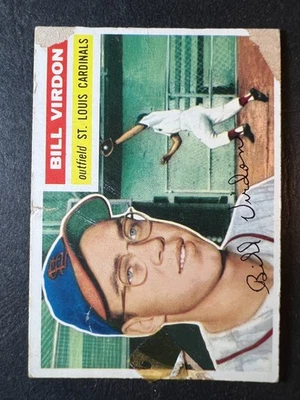 BILL VIRDON
outfield ST. LOUIS CARDINALS
Bill Virdon